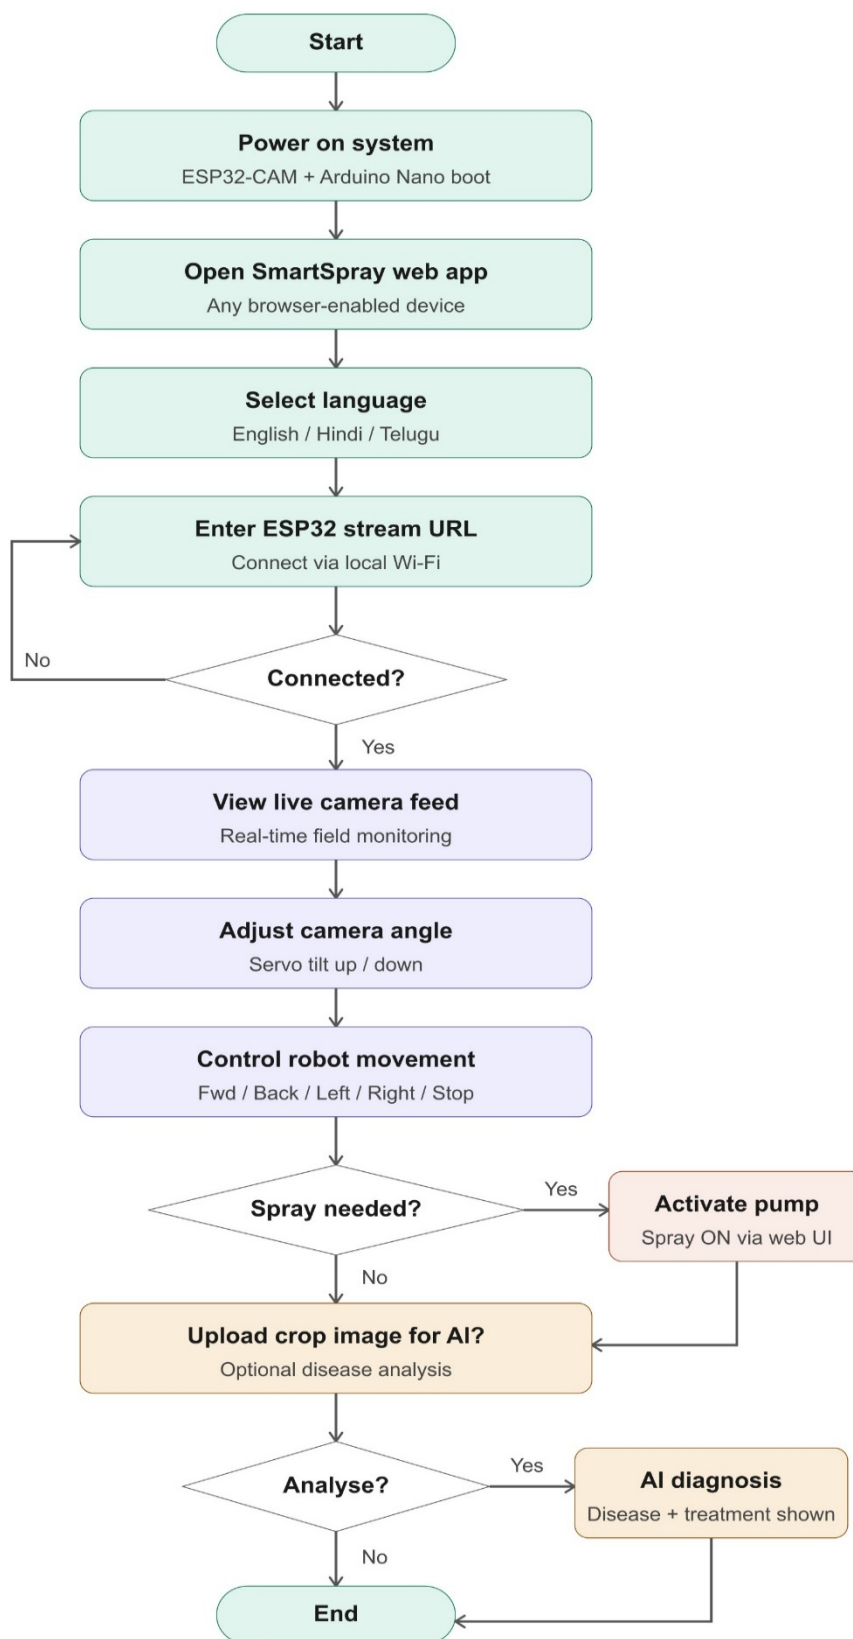 Start
Power on system
ESP32-CAM + Arduino Nano boot
Open SmartSpray web app
Any browser-enabled device
Select language
English / Hindi / Telugu
Enter ESP32 stream URL
Connect via local Wi-Fi
No
Connected?
Yes
View live camera feed
Real-time field monitoring
Adjust camera angle
Servo tilt up / down
Control robot movement
Fwd / Back / Left / Right / Stop
Spray needed?
Yes
Activate pump
Spray ON via web UI
No
Upload crop image for AI?
Optional disease analysis
Analyse?
Yes
AI diagnosis
Disease + treatment shown
No
End